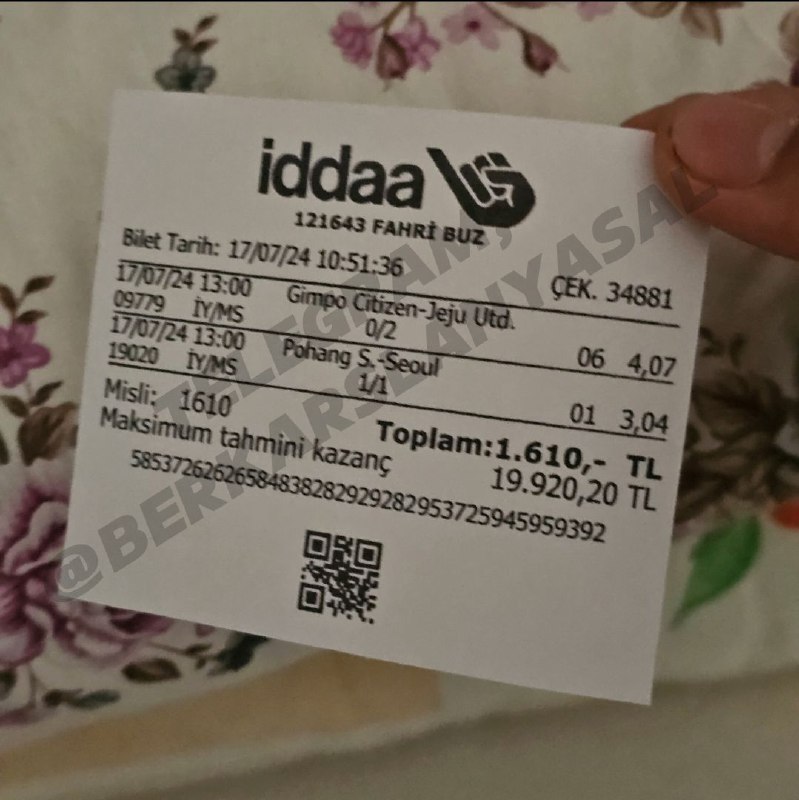 iddaa
121643 FAHRİ BUZ
Bilet Tarih: 17/07/24 10:51:36
ÇEK. 34881
17/07/24 13:00 Gimpo Citizen-Jeju Utd.
09779 İY/MS 0/2 06 4,07
17/07/24 13:00 Pohang S.-Seoul
19020 İY/MS 1/1 01 3,04
Misli: 1610 Toplam:1.610,- TL
Maksimum tahmini kazanç 19.920,20 TL
5853726262658483828292928295372594595​9392
TELEGRAM,
@BERKARSLANYASAL